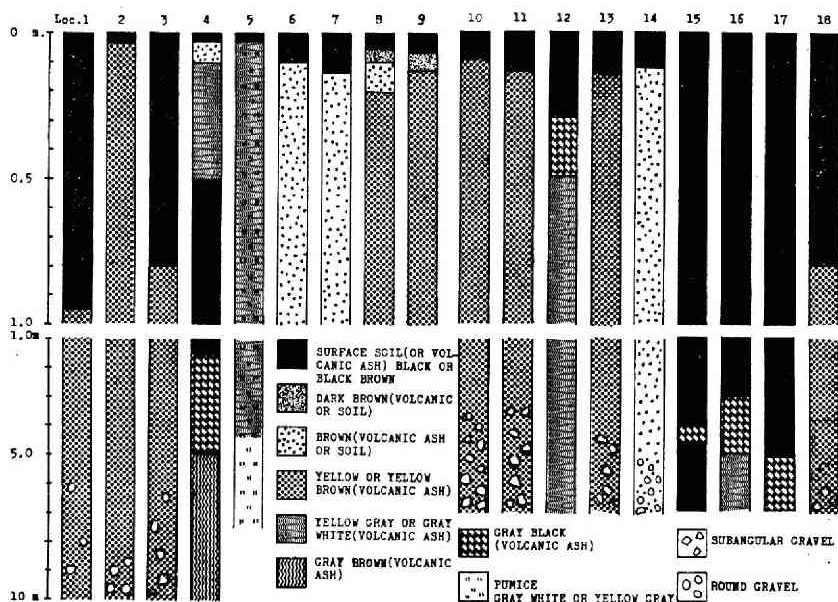 Loc.1 2 3 4 5 6 7 8 9 10 11 12 13 14 15 16 17 18
0 m.
0.5
1.0
1.0m
5.0
10 m
SURFACE SOIL(OR VOL-
CANIC ASH) BLACK OR
BLACK BROWN
DARK BROWN(VOLCANIC
OR SOIL)
BROWN(VOLCANIC ASH
OR SOIL)
YELLOW OR YELLOW
BROWN(VOLCANIC ASH)
YELLOW GRAY OR GRAY
WHITE(VOLCANIC ASH)
GRAY BROWN(VOLCANIC
ASH)
GRAY BLACK
(VOLCANIC ASH)
PUMICE
GRAY WHITE OR YELLOW GRAY
SUBANGULAR GRAVEL
ROUND GRAVEL